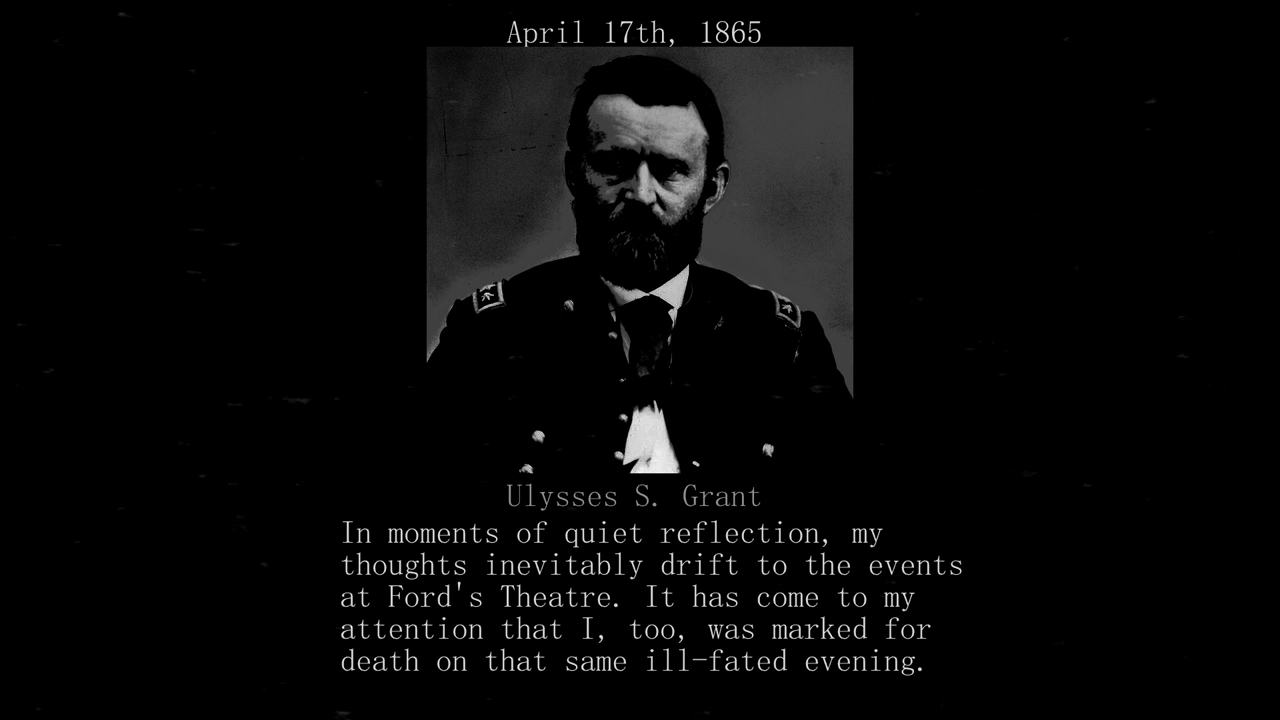 April 17th, 1865
Ulysses S. Grant
In moments of quiet reflection, my
thoughts inevitably drift to the events
at Ford's Theatre. It has come to my
attention that I, too, was marked for
death on that same ill-fated evening.